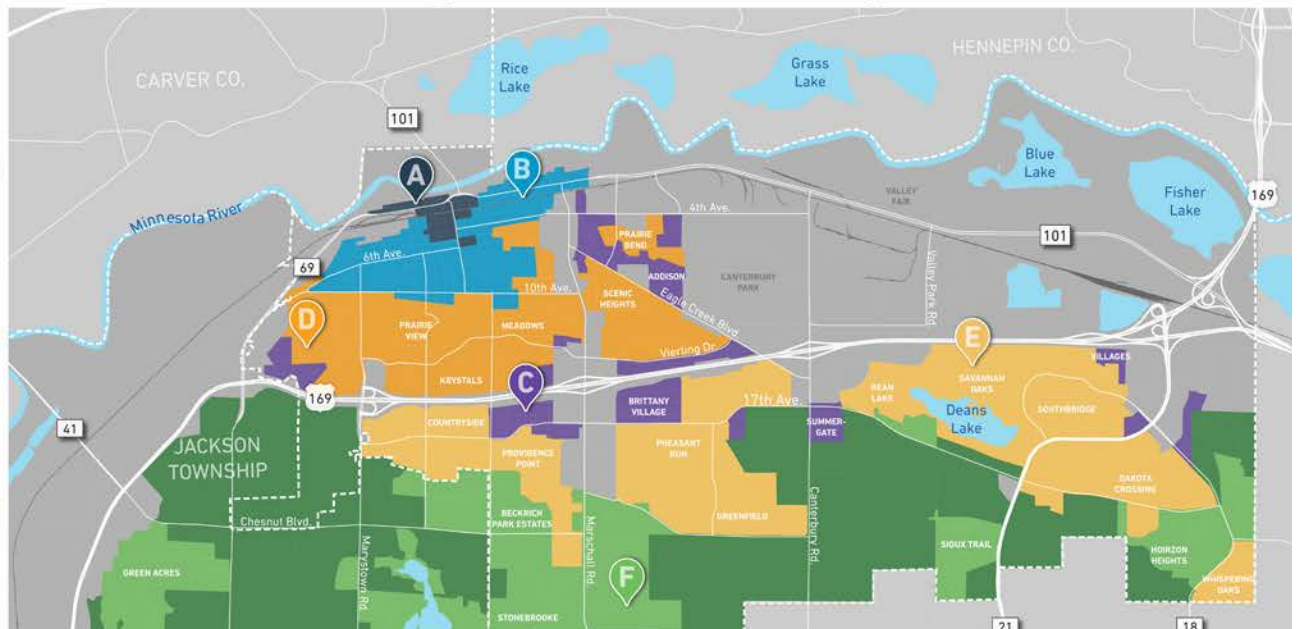 HENNEPIN CO.
CARVER CO.
Rice
Lake
Grass
Lake
101
Blue
Lake
Fisher
Lake
169
Minnesota River
A
B
VALLEY
FAIR
4th Ave.
101
69
6th Ave.
PRAIRIE
BEND
ADDISON
CANTERBURY
PARK
Valley Park Rd.
10th Ave.
SCENIC
HEIGHTS
Eagle Creek Blvd.
D
PRAIRIE
VIEW
MEADOWS
Vierling Dr.
E
VILLAGES
KRYSTALS
C
169
BRITTANY
VILLAGE
17th Ave.
REAN
LAKE
SAVANNAH
OAKS
Deans
Lake
SOUTHBRIDGE
41
JACKSON
TOWNSHIP
COUNTRYSIDE
PROVIDENCE
POINT
PHEASANT
RUN
SUMMER-
GATE
DAKOTA
CROSSING
Chesnut Blvd.
Marystown Rd.
BECKRICH
PARK ESTATES
Marschall Rd.
GREENFIELD
Canterbury Rd.
SIOUX TRAIL
HOIRZON
HEIGHTS
GREEN ACRES
F
WHISPERING
OAKS
STONEBROOKE
21
18